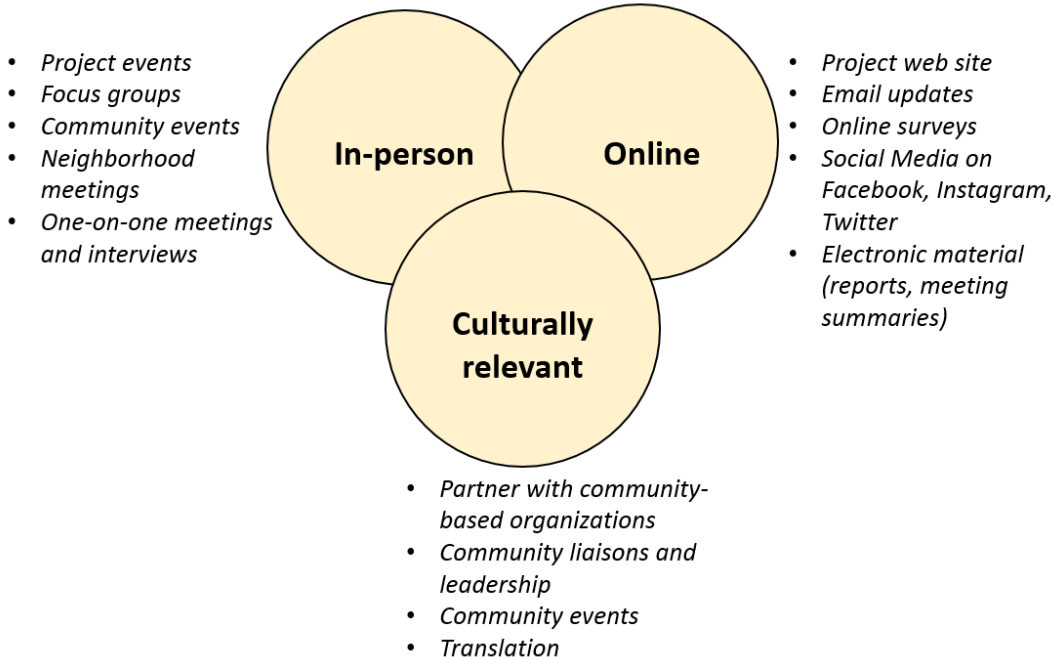 • Project events
• Focus groups
• Community events
• Neighborhood
meetings
• One-on-one meetings
and interviews
In-person
Online
• Project web site
• Email updates
• Online surveys
• Social Media on
Facebook, Instagram,
Twitter
• Electronic material
(reports, meeting
summaries)
Culturally
relevant
• Partner with community-
based organizations
• Community liaisons and
leadership
• Community events
• Translation